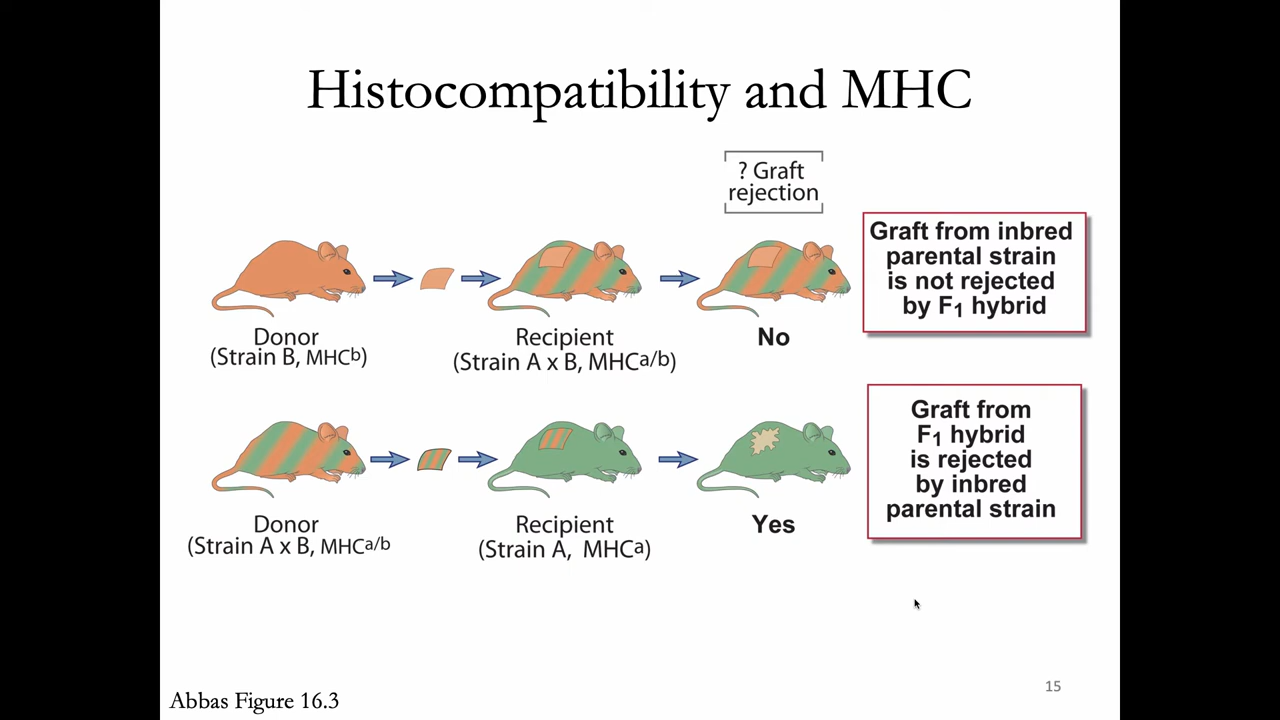 Histocompatibility and MHC
? Graft
rejection
Graft from inbred
parental strain
is not rejected
by F₁ hybrid
Donor
(Strain B, MHCᵇ)
Recipient
(Strain A x B, MHCᵃ/ᵇ)
No
Graft from
F₁ hybrid
is rejected
by inbred
parental strain
Donor
(Strain A x B, MHCᵃ/ᵇ
Recipient
(Strain A, MHCᵃ)
Yes
Abbas Figure 16.3
15